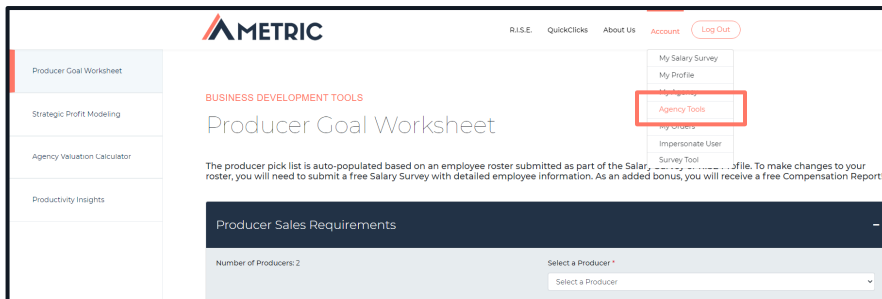 METRIC
R.I.S.E. QuickClicks About Us Account Log Out
My Salary Survey
My Profile
My Agency
Agency Tools
My Orders
Impersonate User
Survey Tool
Producer Goal Worksheet
Strategic Profit Modeling
Agency Valuation Calculator
Productivity Insights
BUSINESS DEVELOPMENT TOOLS
Producer Goal Worksheet
The producer pick list is auto-populated based on an employee roster submitted as part of the Salary Survey Profile. To make changes to your
roster, you will need to submit a free Salary Survey with detailed employee information. As an added bonus, you will receive a free Compensation Report!
Producer Sales Requirements
Number of Producers: 2
Select a Producer *
Select a Producer